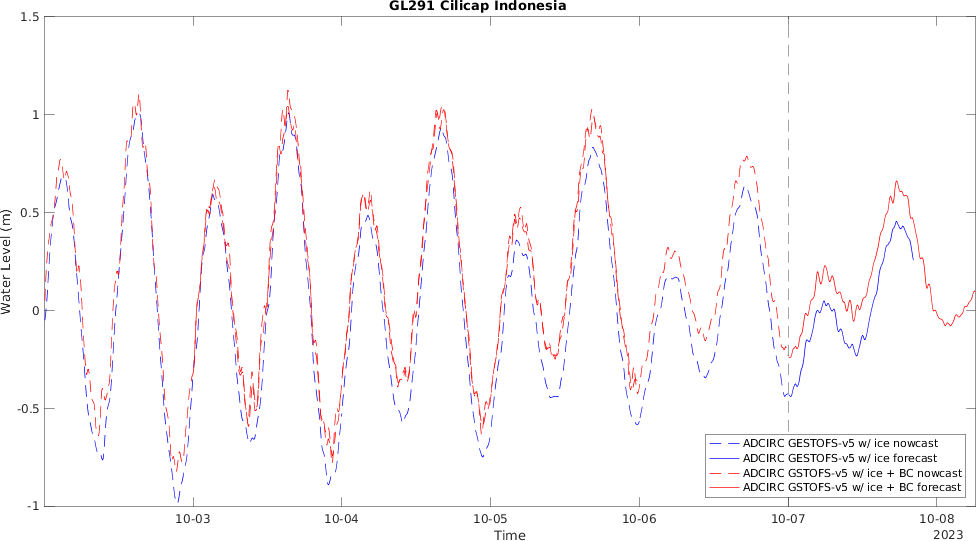 GL291 Cilicap Indonesia
1.5
1
0.5
0
-0.5
-1
Water Level (m)
10-03
10-04
10-05
10-06
10-07
10-08
Time
2023
ADCIRC GESTOFS-v5 w/ ice nowcast
ADCIRC GESTOFS-v5 w/ ice forecast
ADCIRC GSTOFS-v5 w/ ice + BC nowcast
ADCIRC GSTOFS-v5 w/ ice + BC forecast